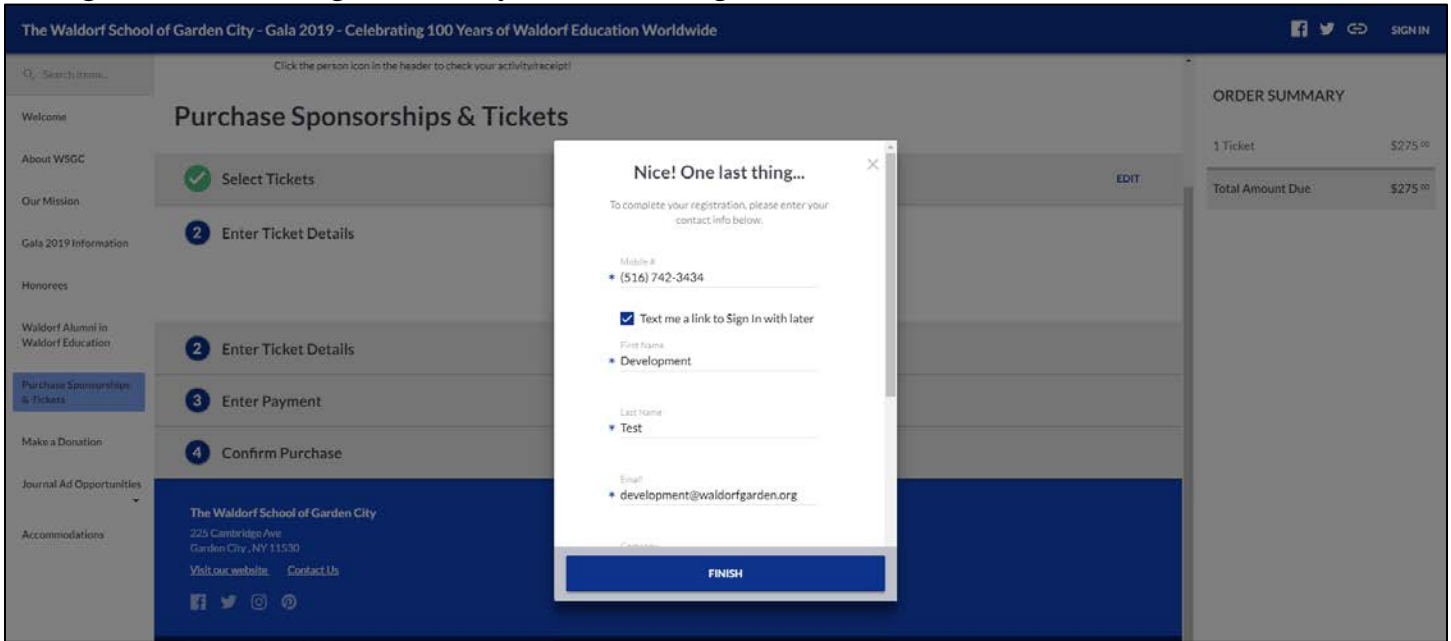 The Waldorf School of Garden City - Gala 2019 - Celebrating 100 Years of Waldorf Education Worldwide
SIGN IN
Search items...
Welcome
About WSGC
Our Mission
Gala 2019 Information
Honorees
Waldorf Alumni in
Waldorf Education
Purchase Sponsorships
& Tickets
Make a Donation
Journal Ad Opportunities
Accommodations
Click the person icon in the header to check your activity/receipt!
Purchase Sponsorships & Tickets
Select Tickets
EDIT
2 Enter Ticket Details
2 Enter Ticket Details
3 Enter Payment
4 Confirm Purchase
The Waldorf School of Garden City
225 Cambridge Ave
Garden City, NY 11530
Visit our website Contact Us
Nice! One last thing...
To complete your registration, please enter your
contact info below.
Mobile #
* (516) 742-3434
Text me a link to Sign In with later
First Name
* Development
Last Name
* Test
Email
* development@waldorfgarden.org
Company
FINISH
ORDER SUMMARY
1 Ticket $275.00
Total Amount Due $275.00